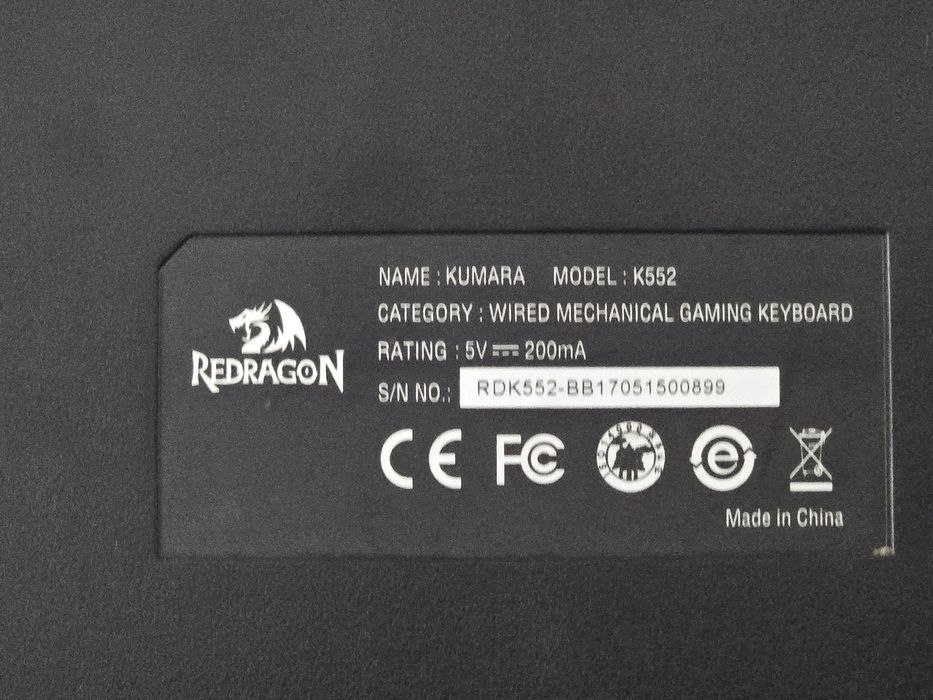 NAME : KUMARA MODEL : K552
CATEGORY : WIRED MECHANICAL GAMING KEYBOARD
RATING : 5V 200mA
REDRAGON
S/N NO.: RDK552-BB17051500899
CE FC e
Made in China